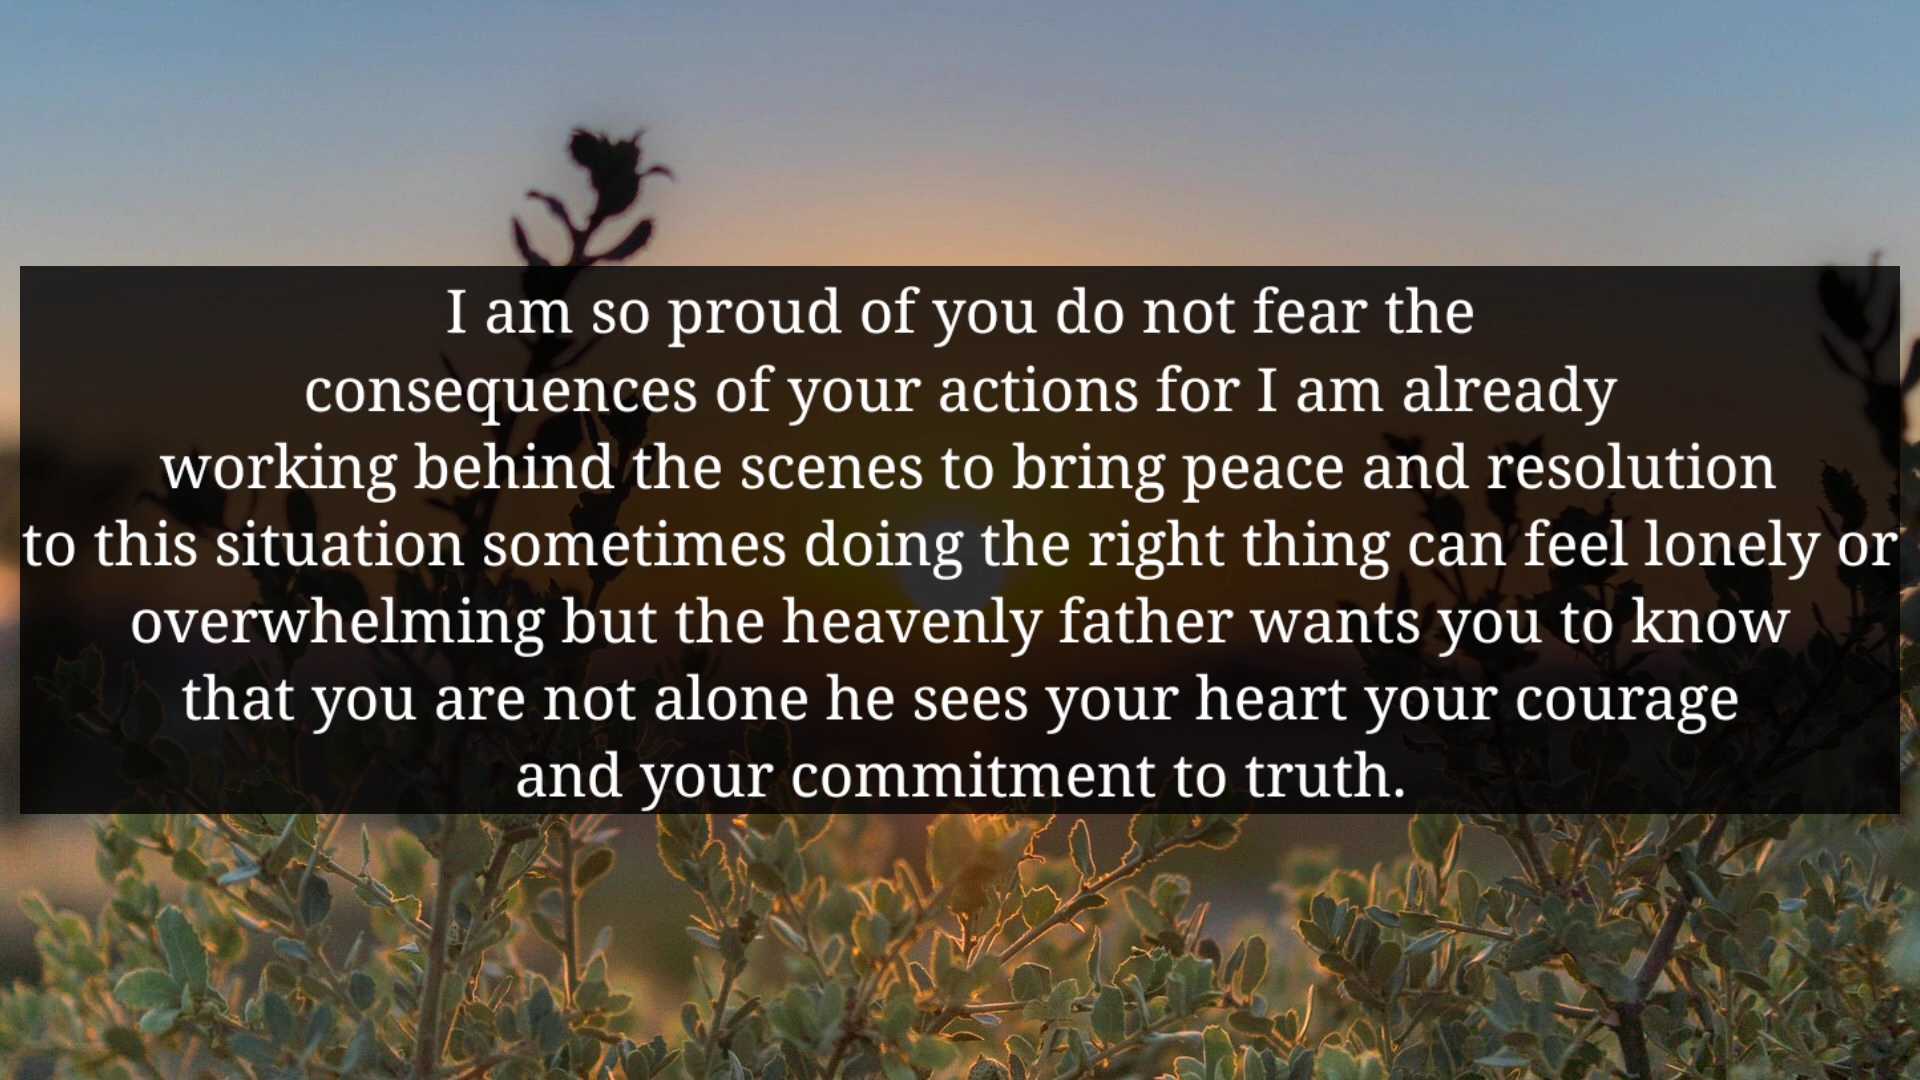 I am so proud of you do not fear the
consequences of your actions for I am already
working behind the scenes to bring peace and resolution
to this situation sometimes doing the right thing can feel lonely or
overwhelming but the heavenly father wants you to know
that you are not alone he sees your heart your courage
and your commitment to truth.